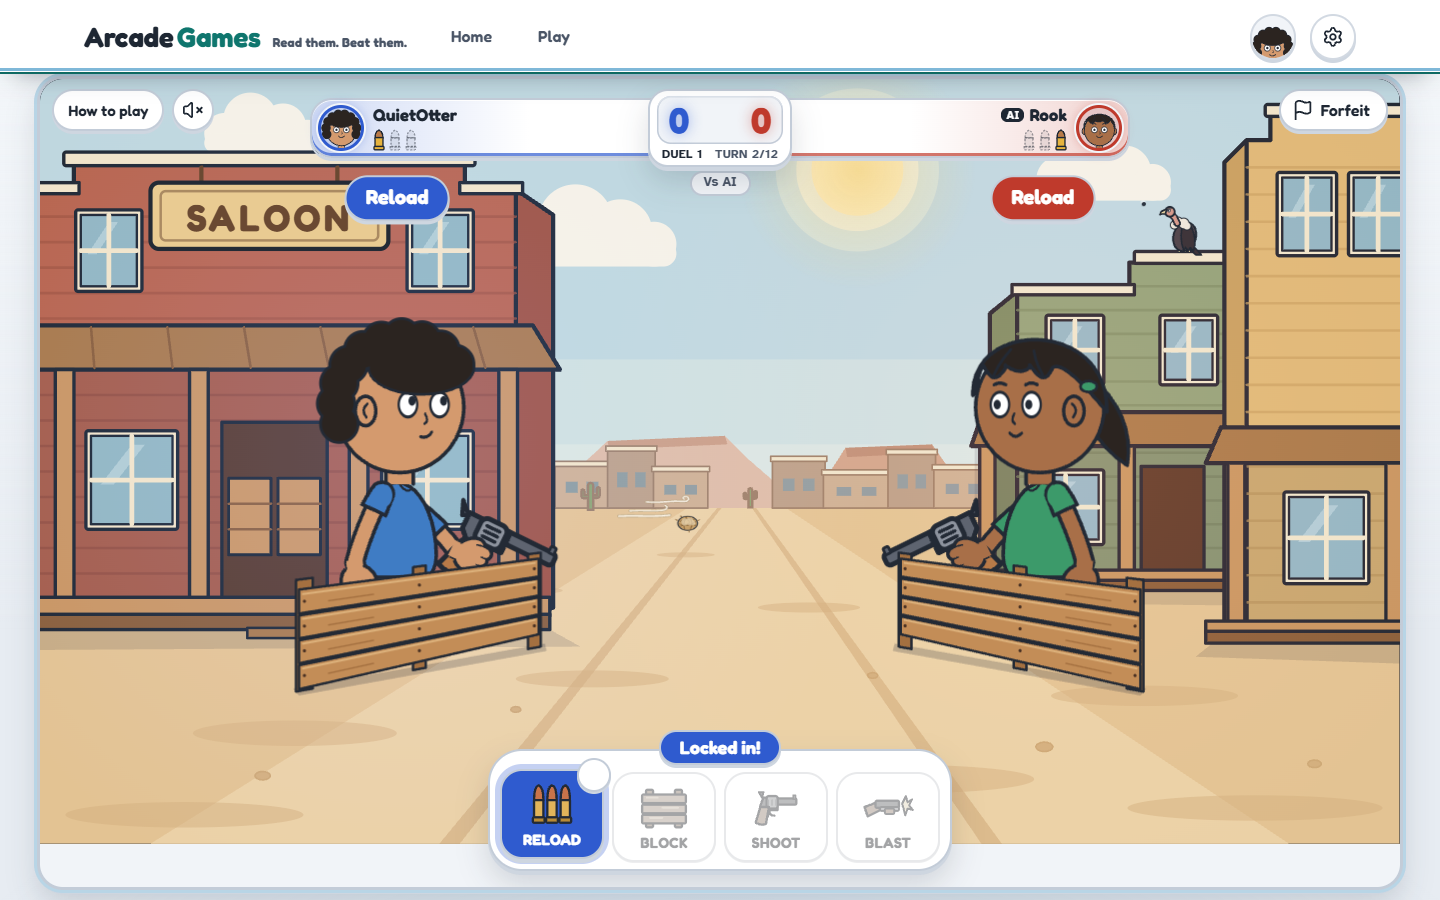 Arcade Games Read them. Beat them. Home Play
How to play
QuietOtter
0 0
DUEL 1 TURN 2/12
AI Rook
Forfeit
Vs AI
Reload
Reload
SALOON
Locked in!
RELOAD
BLOCK
SHOOT
BLAST